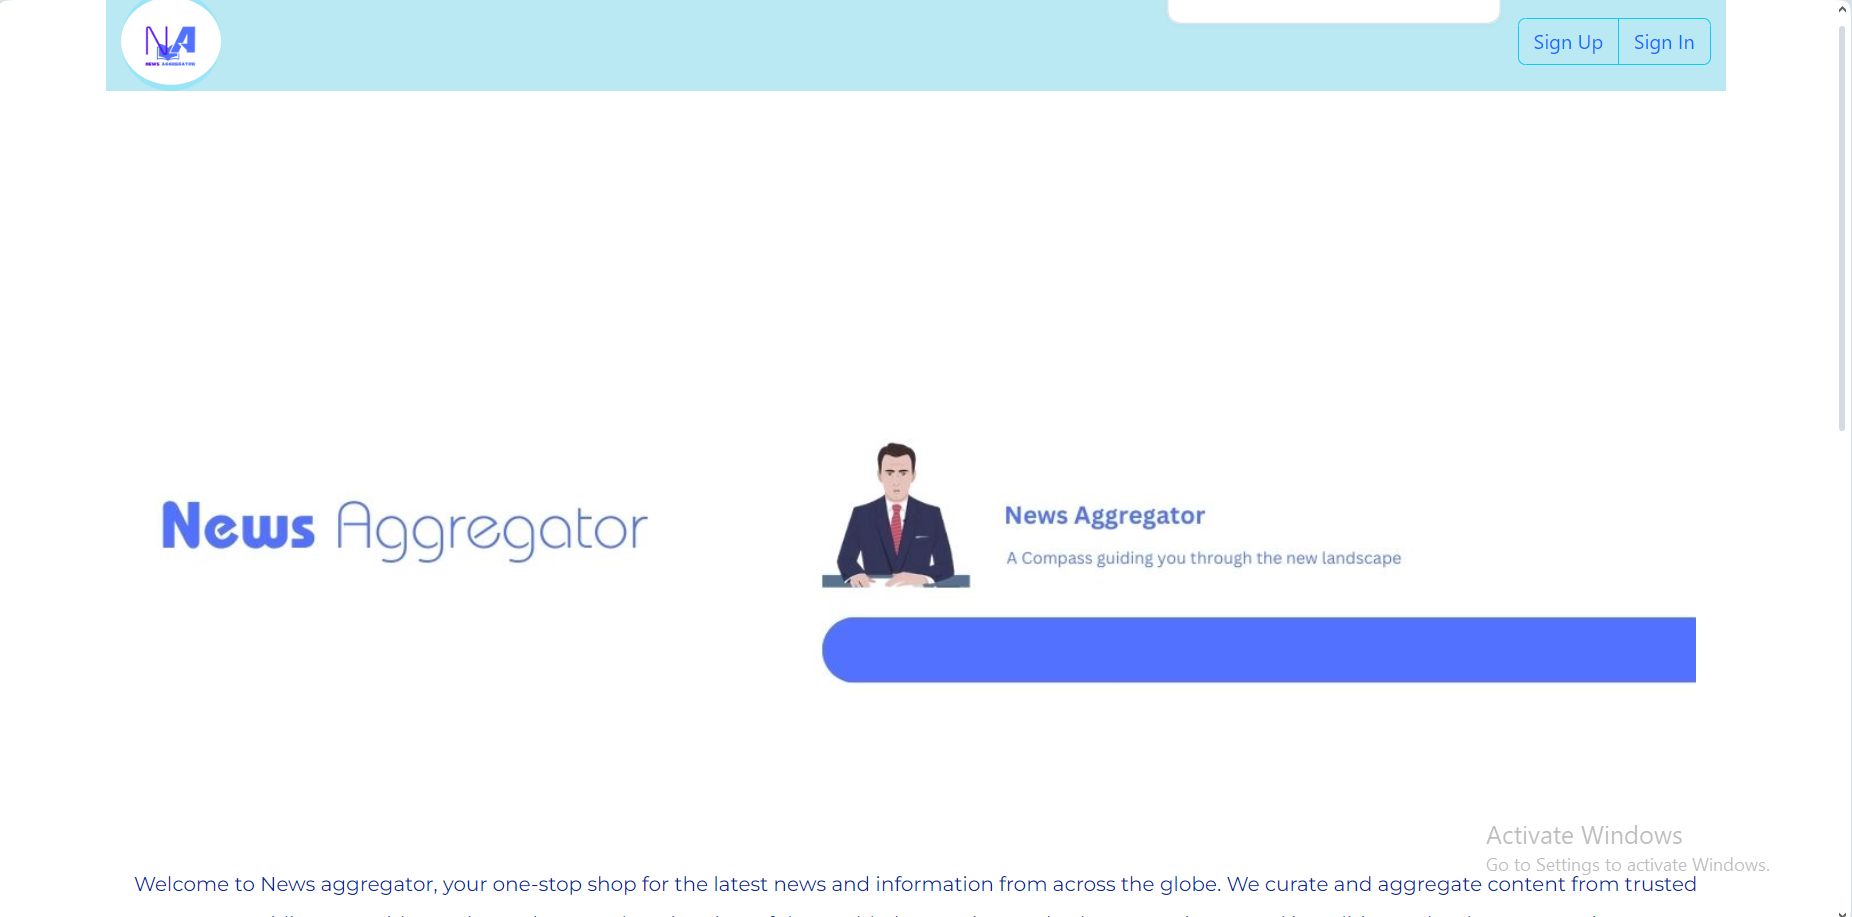 NA
NEWS AGGREGATOR
Sign Up
Sign In
News Aggregator
News Aggregator
A Compass guiding you through the new landscape
Activate Windows
Go to Settings to activate Windows.
Welcome to News aggregator, your one-stop shop for the latest news and information from across the globe. We curate and aggregate content from trusted